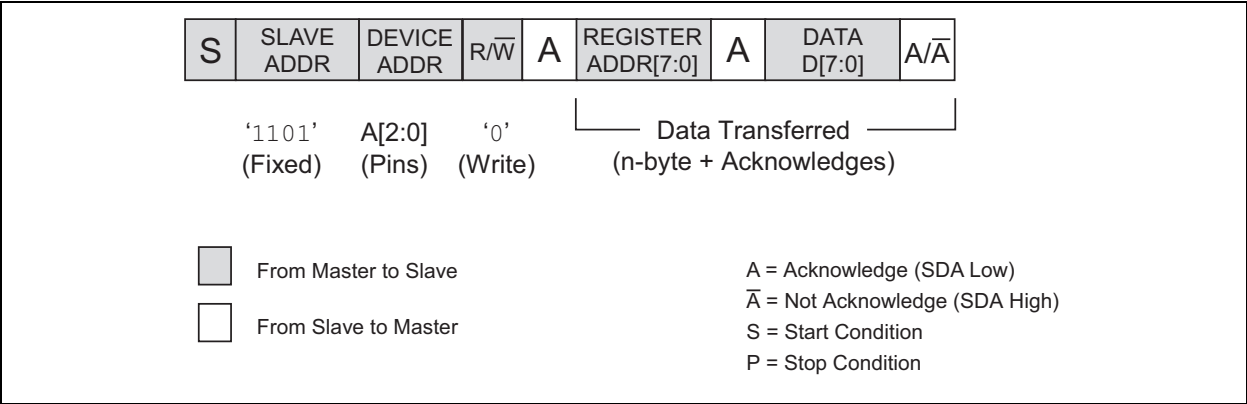 S SLAVE ADDR DEVICE ADDR R/W̅ A REGISTER ADDR[7:0] A DATA D[7:0] A/A̅
‘1101’ A[2:0] ‘0’ Data Transferred
(Fixed) (Pins) (Write) (n-byte + Acknowledges)
From Master to Slave
From Slave to Master
A = Acknowledge (SDA Low)
A̅ = Not Acknowledge (SDA High)
S = Start Condition
P = Stop Condition